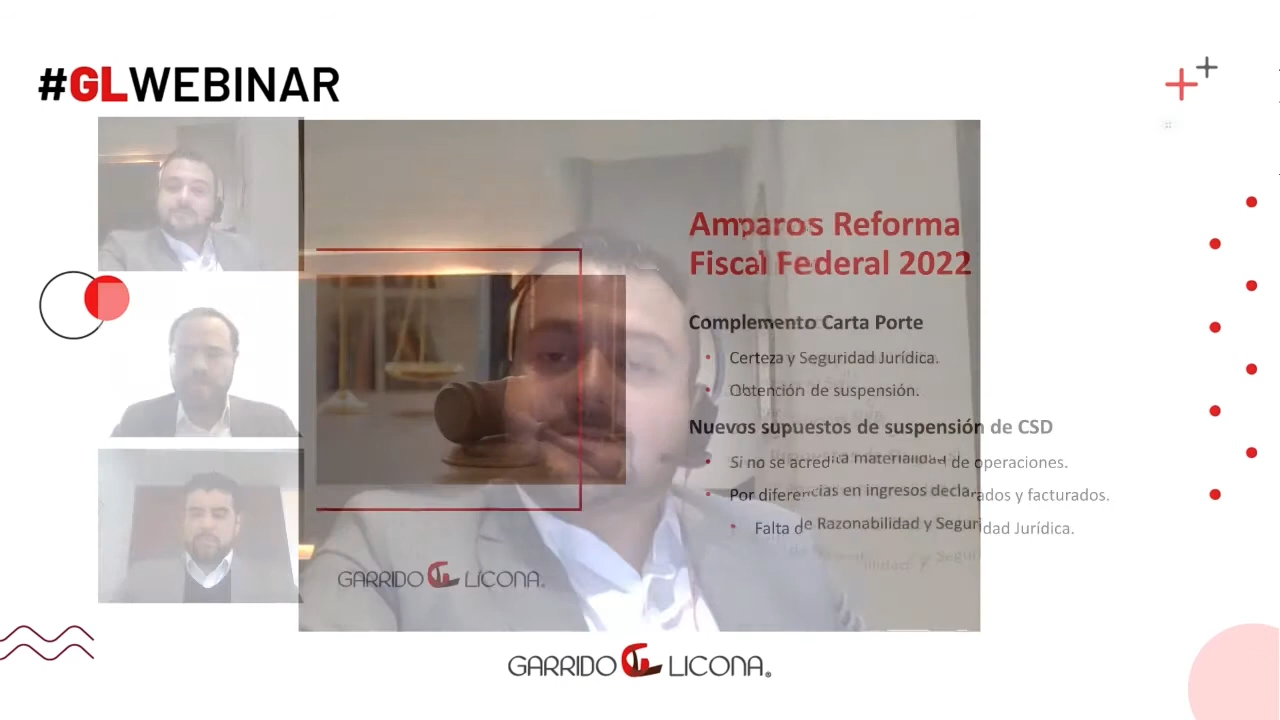 #GLWEBINAR
Amparos Reforma
Fiscal Federal 2022
Complemento Carta Porte
• Certeza y Seguridad Jurídica.
• Obtención de suspensión.
Nuevos supuestos de suspensión de CSD
• Si no se acredita materialidad de operaciones.
• Por diferencias en ingresos declarados y facturados.
• Falta de Razonabilidad y Seguridad Jurídica.
GARRIDO LICONA®
GARRIDO LICONA®